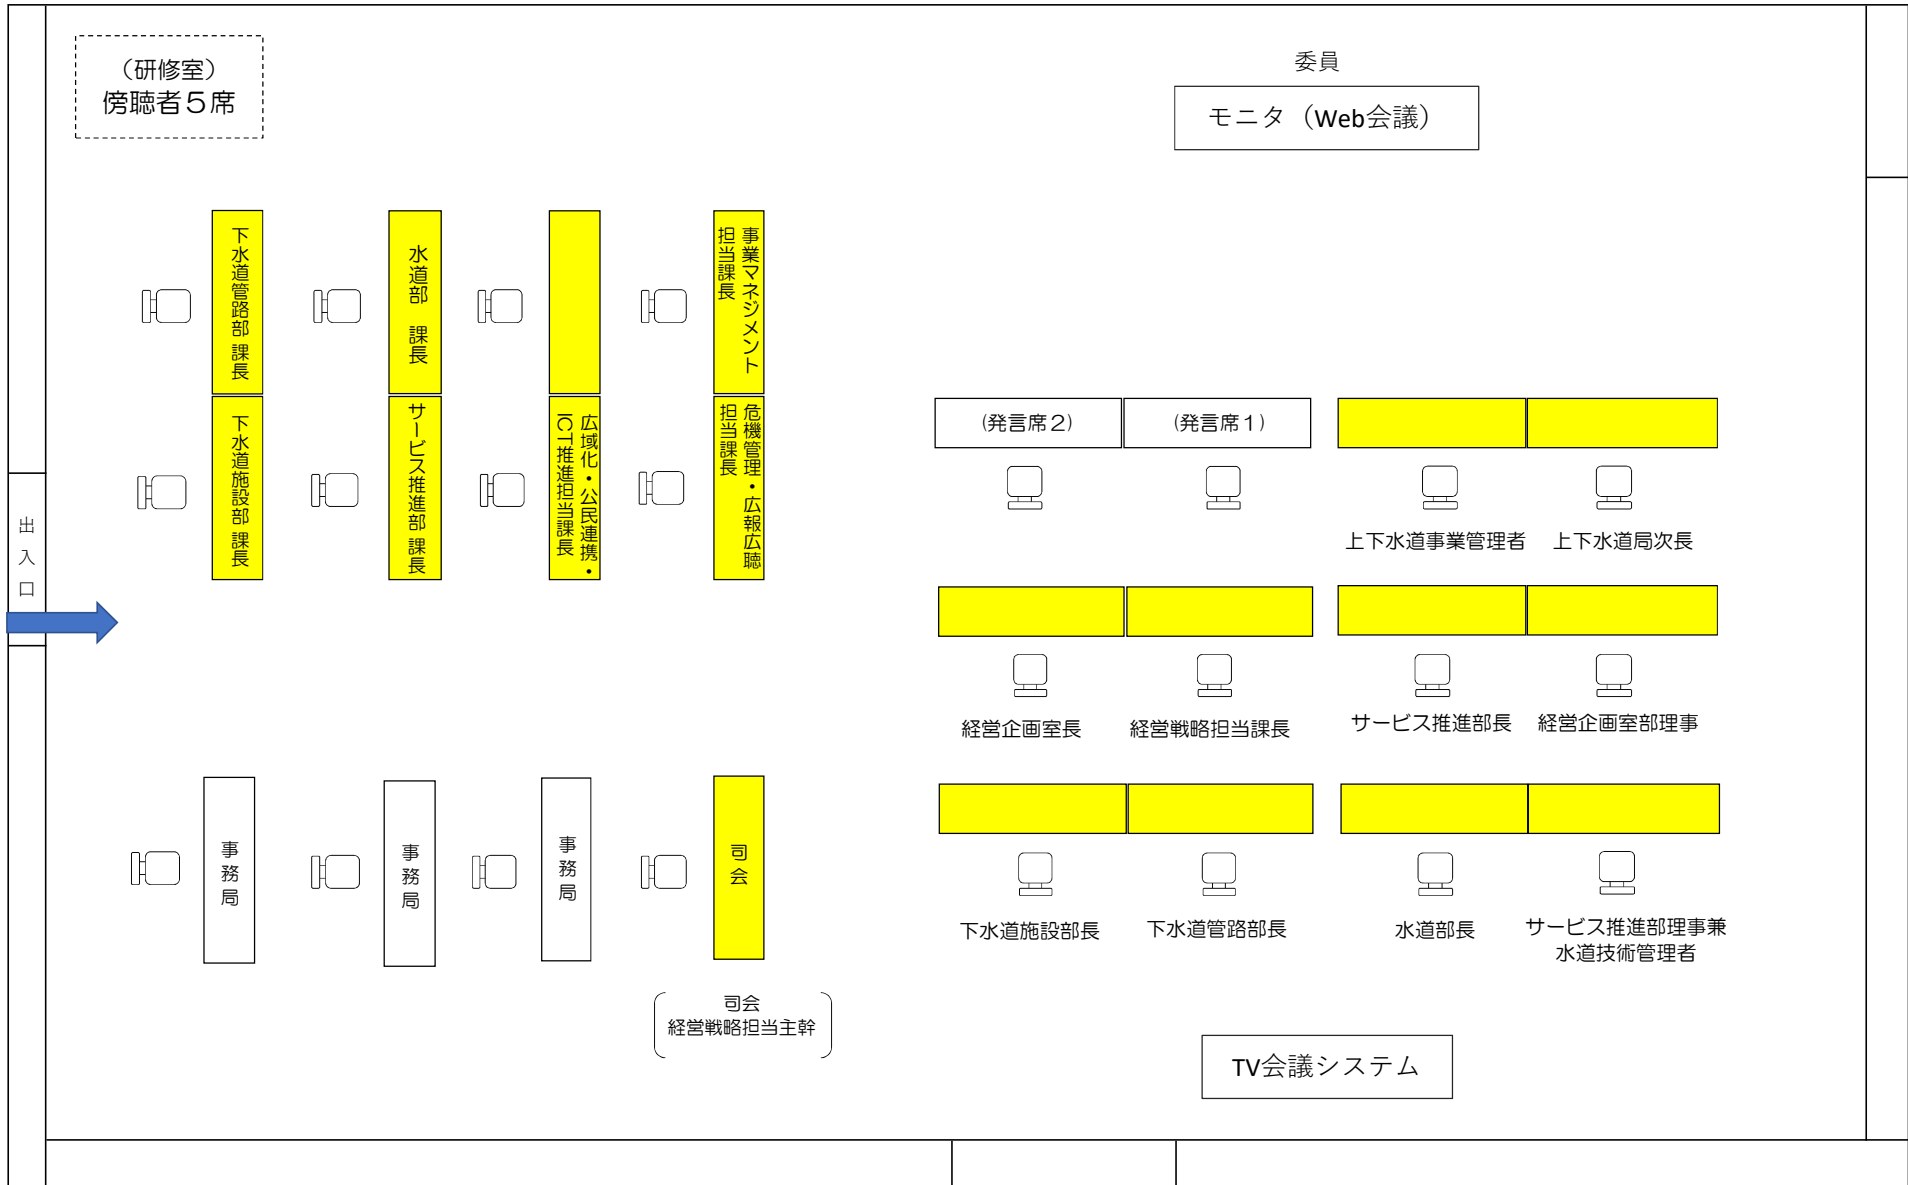 （研修室）
傍聴者５席
委員
モニタ（Web会議）
下水道管路部 課長
水道部　課長
事業マネジメント
担当課長
下水道施設部 課長
サービス推進部 課長
広域化・公民連携・
ICT推進担当課長
危機管理・広報広聴
担当課長
(発言席２)
(発言席１)
上下水道事業管理者
上下水道局次長
出入口
経営企画室長
経営戦略担当課長
サービス推進部長
経営企画室部理事
事務局
事務局
事務局
司会
下水道施設部長
下水道管路部長
水道部長
サービス推進部理事兼
水道技術管理者
司会
経営戦略担当主幹
TV会議システム